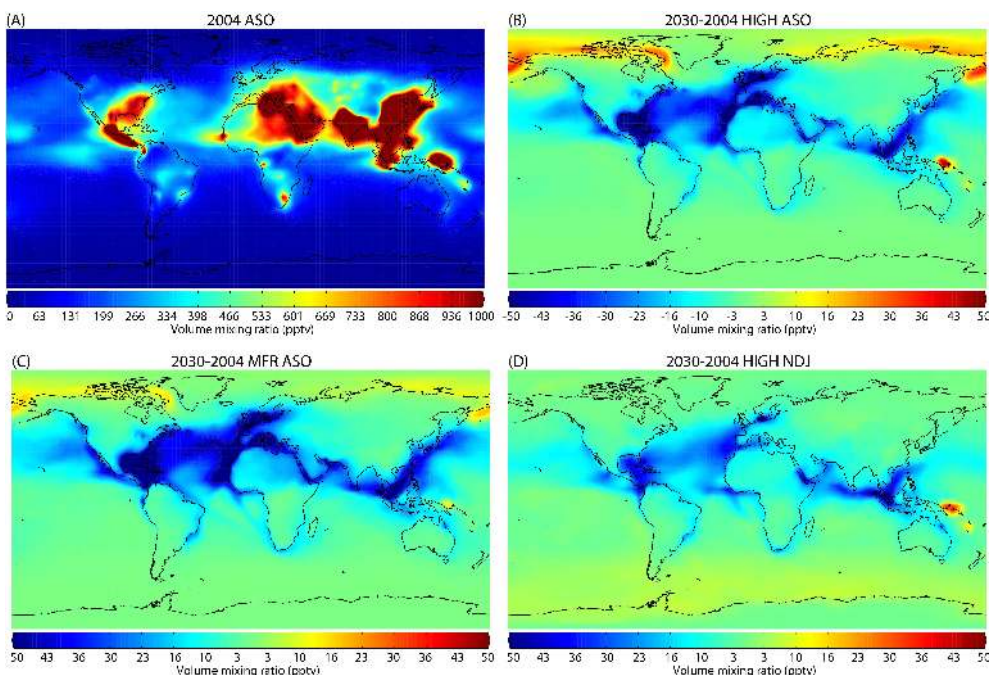 (A) 2004 ASO
0 63 131 199 266 334 401 466 533 601 669 733 800 868 936 1000
Volume mixing ratio (pptv)
(B) 2030-2004 HIGH ASO
-50 -43 -36 -30 -23 -16 -10 -3 3 10 16 23 30 36 43 50
Volume mixing ratio (pptv)
(C) 2030-2004 MFR ASO
50 43 36 30 23 16 10 3 3 10 16 23 30 36 43 50
Volume mixing ratio (pptv)
(D) 2030-2004 HIGH NDJ
-50 -43 -36 -30 -23 -16 -10 -3 3 10 16 23 30 36 43 50
Volume mixing ratio (pptv)